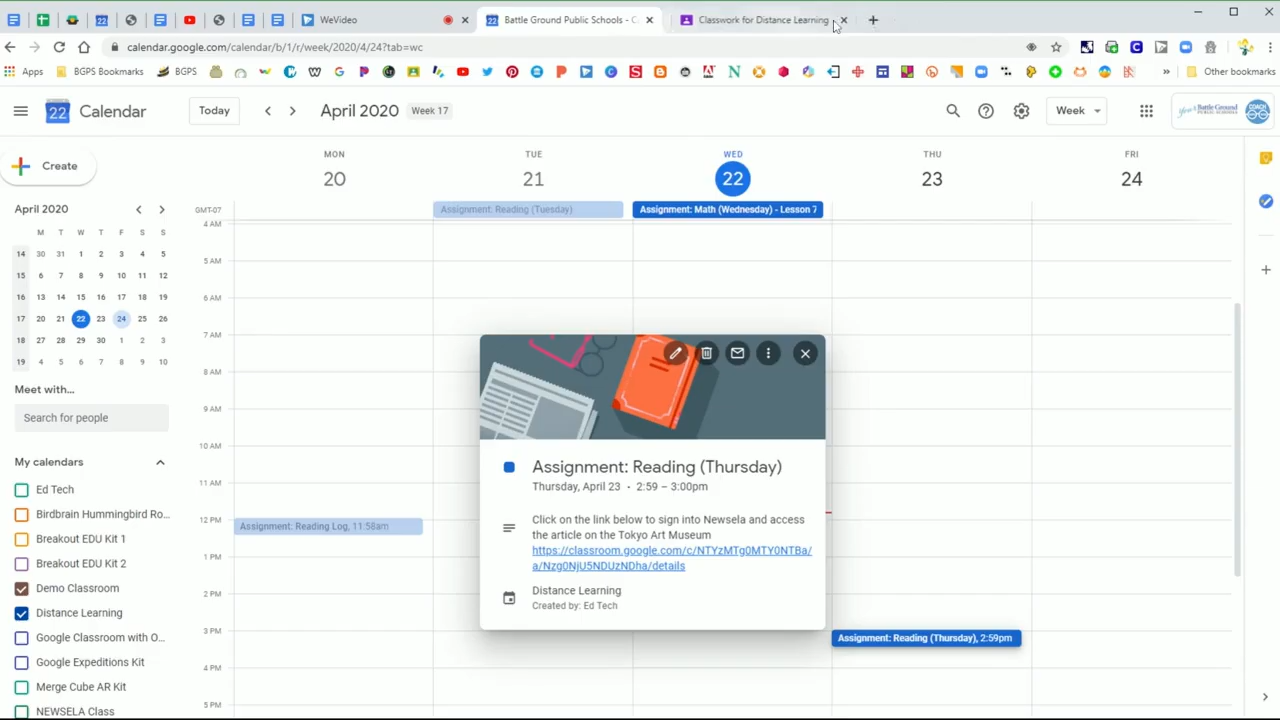 WeVideo
Battle Ground Public Schools - C
Classwork for Distance Learning
calendar.google.com/calendar/b/1/r/week/2020/4/24?tab=wc
Apps
BGPS Bookmarks
BGPS
Other bookmarks
22
Calendar
Today
April 2020
Week 17
Week
Battle Ground
PUBLIC SCHOOLS
COACH
Create
April 2020
M T W T F S S
14 30 31 1 2 3 4 5
15 6 7 8 9 10 11 12
16 13 14 15 16 17 18 19
17 20 21 22 23 24 25 26
18 27 28 29 30 1 2 3
19 4 5 6 7 8 9 10
Meet with...
Search for people
My calendars
Ed Tech
Birdbrain Hummingbird Ro...
Breakout EDU Kit 1
Breakout EDU Kit 2
Demo Classroom
Distance Learning
Google Classroom with O...
Google Expeditions Kit
Merge Cube AR Kit
NEWSELA Class
MON TUE WED THU FRI
20 21 22 23 24
GMT-07
Assignment: Reading (Tuesday)
Assignment: Math (Wednesday) - Lesson 7
4 AM
5 AM
6 AM
7 AM
8 AM
9 AM
10 AM
11 AM
12 PM
1 PM
2 PM
3 PM
4 PM
5 PM
Assignment: Reading Log, 11:58am
Assignment: Reading (Thursday), 2:59pm
Assignment: Reading (Thursday)
Thursday, April 23 • 2:59 – 3:00pm
Click on the link below to sign into Newsela and access
the article on the Tokyo Art Museum
https://classroom.google.com/c/NTYzMTg0MTY0NTBa/
a/Nzg0NjU5NDUzNDha/details
Distance Learning
Created by: Ed Tech